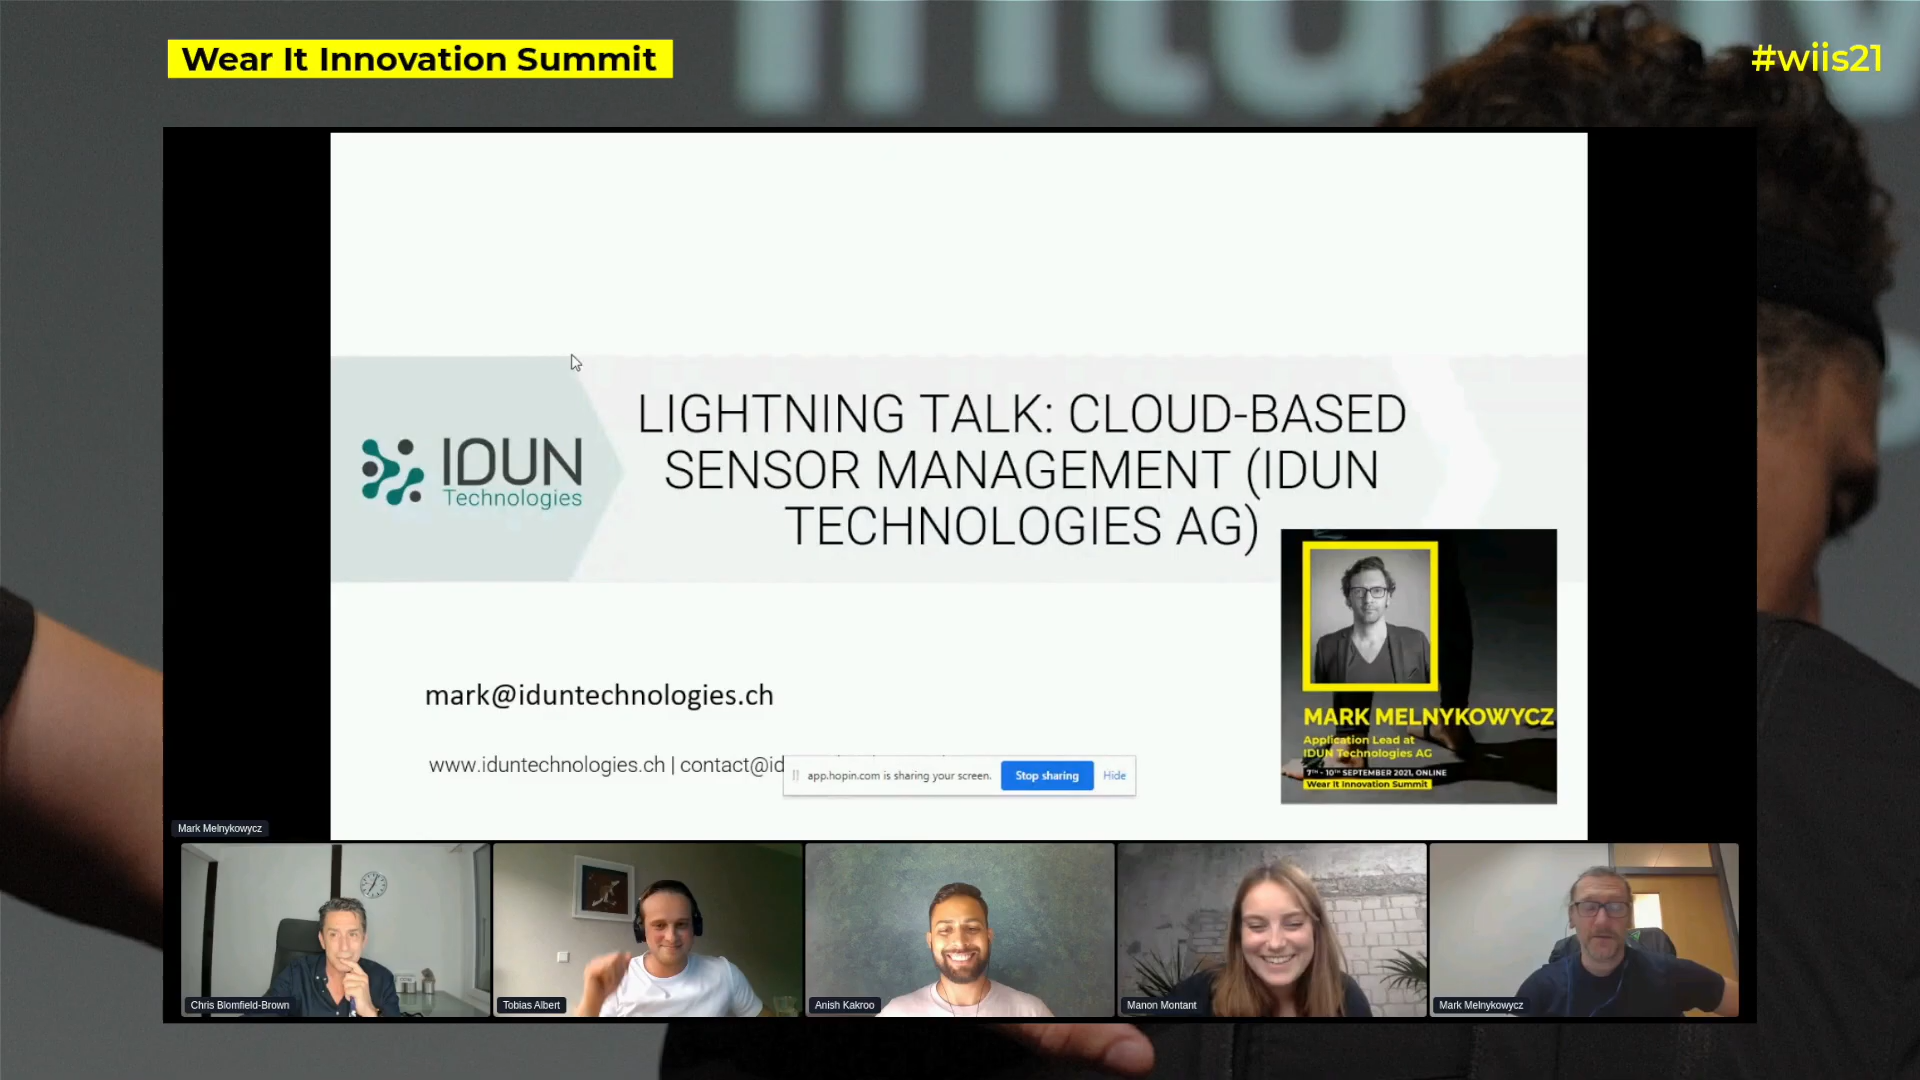 Wear It Innovation Summit
#wiis21
IDUN
Technologies
LIGHTNING TALK: CLOUD-BASED
SENSOR MANAGEMENT (IDUN
TECHNOLOGIES AG)
mark@iduntechnologies.ch
www.iduntechnologies.ch | contact@id
app.hopin.com is sharing your screen.
Stop sharing
Hide
MARK MELNYKOWYCZ
Application Lead at
IDUN Technologies AG
7TH - 10TH SEPTEMBER 2021, ONLINE
Wear It Innovation Summit
Mark Melnykowycz
Chris Blomfield-Brown
Tobias Albert
Anish Kakroo
Manon Montant
Mark Melnykowycz